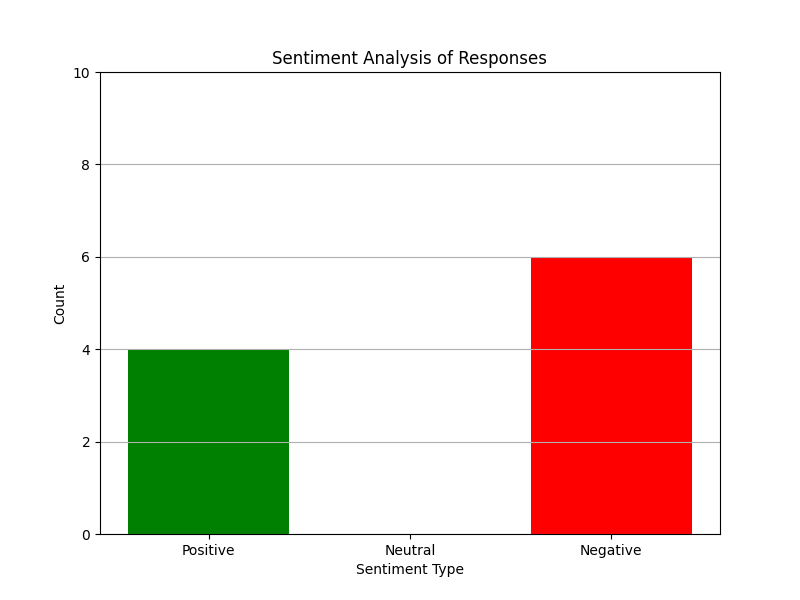 Sentiment Analysis of Responses
10
8
6
4
2
0
Count
Positive Neutral Negative
Sentiment Type